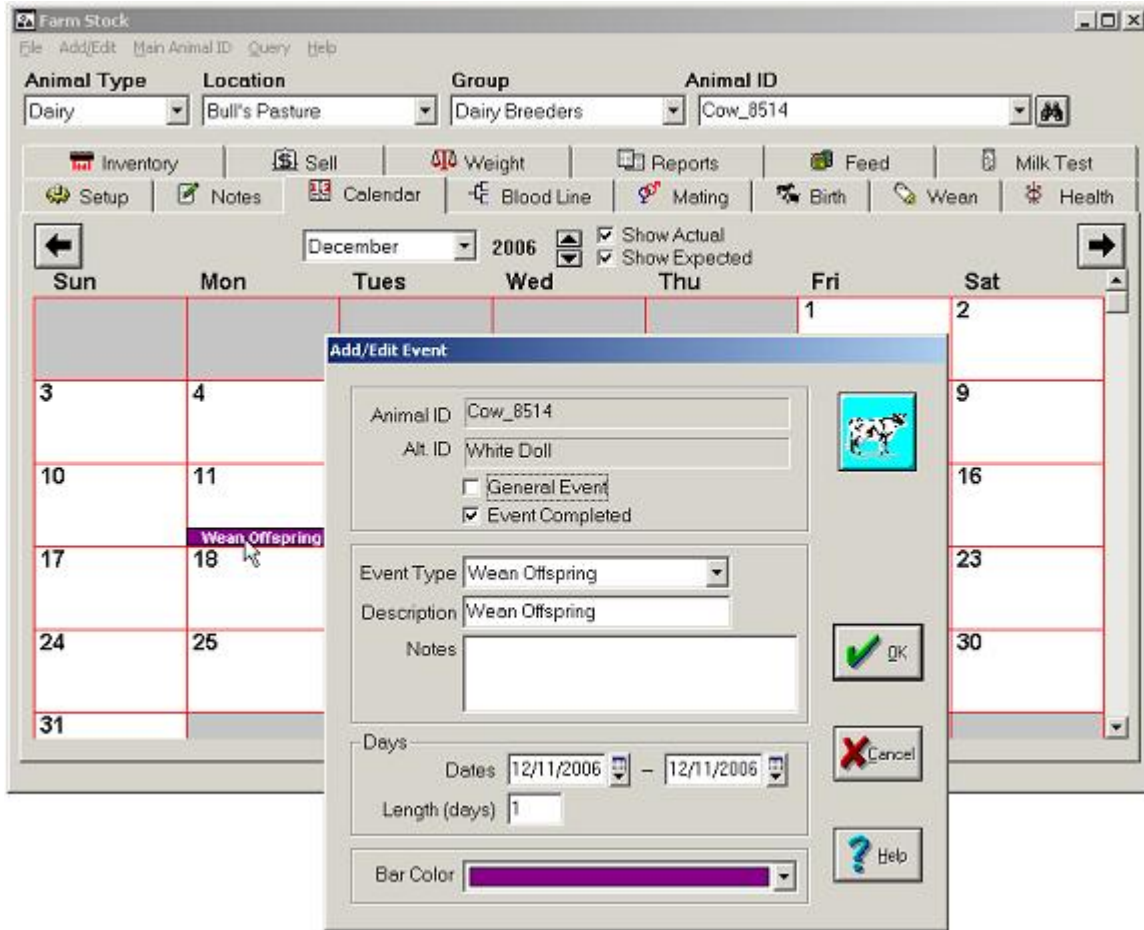 Farm Stock
File Add/Edit Main Animal ID Query Help
Animal Type Location Group Animal ID
Dairy Bull's Pasture Dairy Breeders Cow_8514
Inventory Sell Weight Reports Feed Milk Test
Setup Notes Calendar Blood Line Mating Birth Wean Health
December 2006 Show Actual
Show Expected
Sun Mon Tues Wed Thu Fri Sat
1 2
Add/Edit Event
3 4 9
Animal ID Cow_8514
Alt. ID White Doll
10 11 16
General Event
Event Completed
Wean Offspring
17 18 23
Event Type Wean Offspring
Description Wean Offspring
24 25 30
Notes
OK
31
Days
Cancel
Dates 12/11/2006 – 12/11/2006
Length (days) 1
Help
Bar Color